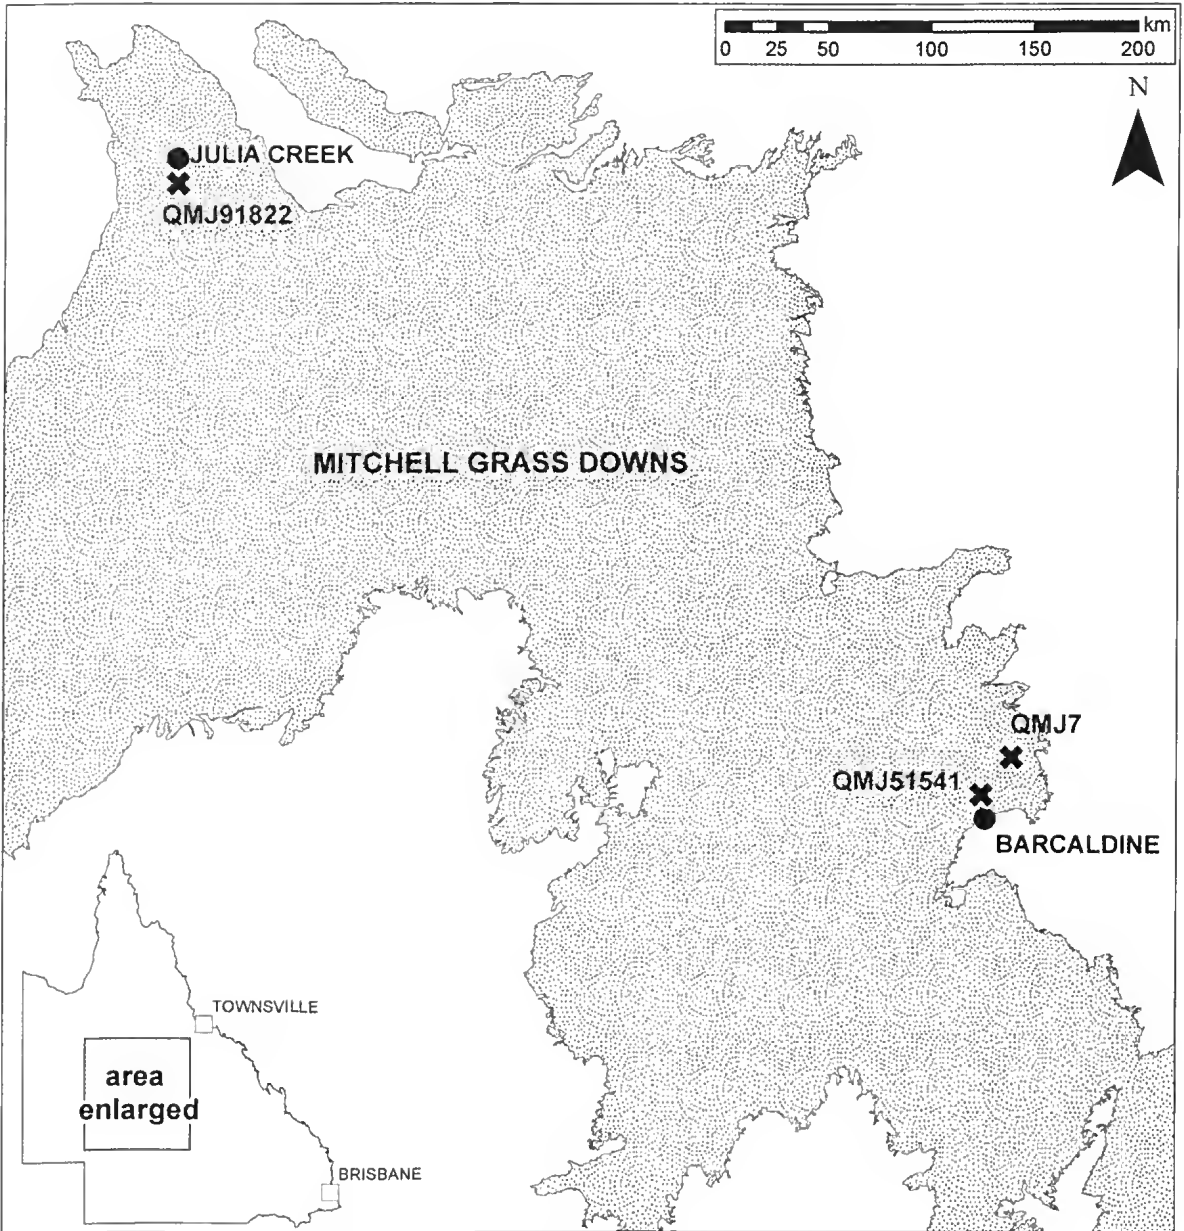 km
0 25 50 100 150 200
N
JULIA CREEK
QMJ91822
MITCHELL GRASS DOWNS
QMJ7
QMJ51541
BARCALDINE
TOWNSVILLE
area
enlarged
BRISBANE